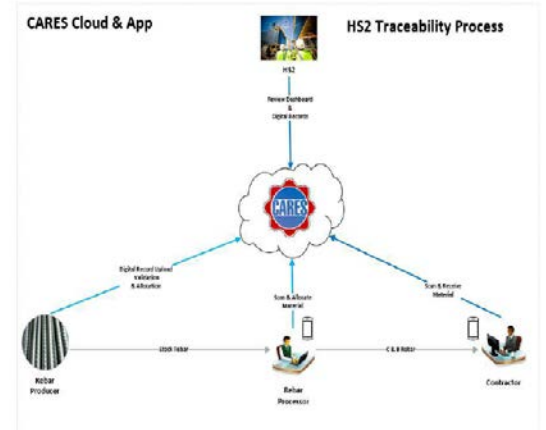 CARES Cloud & App
HS2 Traceability Process
HS2
Review Dashboard
&
Digital Records
CARES
Digital Record Upload
Validation
& Allocation
Scan & Allocate
Material
Scan & Receive
Material
Stock Rebar
C & B Rebar
Rebar
Producer
Rebar
Processor
Contractor